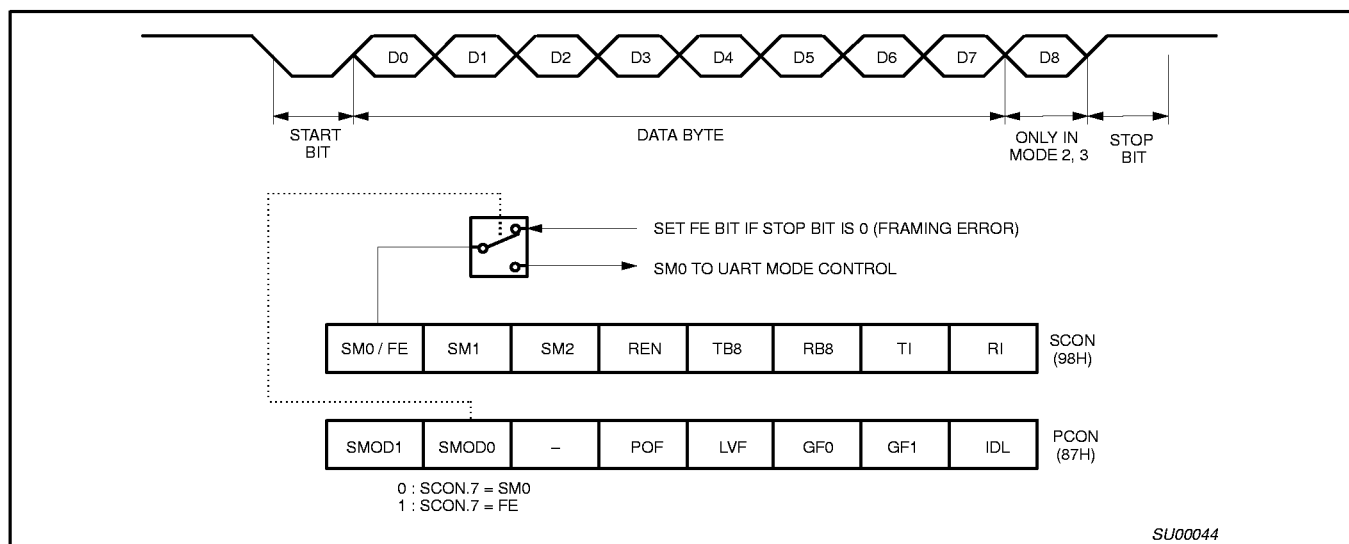 D0 D1 D2 D3 D4 D5 D6 D7 D8
START
BIT
DATA BYTE
ONLY IN
MODE 2, 3
STOP
BIT
SET FE BIT IF STOP BIT IS 0 (FRAMING ERROR)
SM0 TO UART MODE CONTROL
SM0 / FE SM1 SM2 REN TB8 RB8 TI RI
SCON
(98H)
SMOD1 SMOD0 – POF LVF GF0 GF1 IDL
PCON
(87H)
0 : SCON.7 = SM0
1 : SCON.7 = FE
SU00044